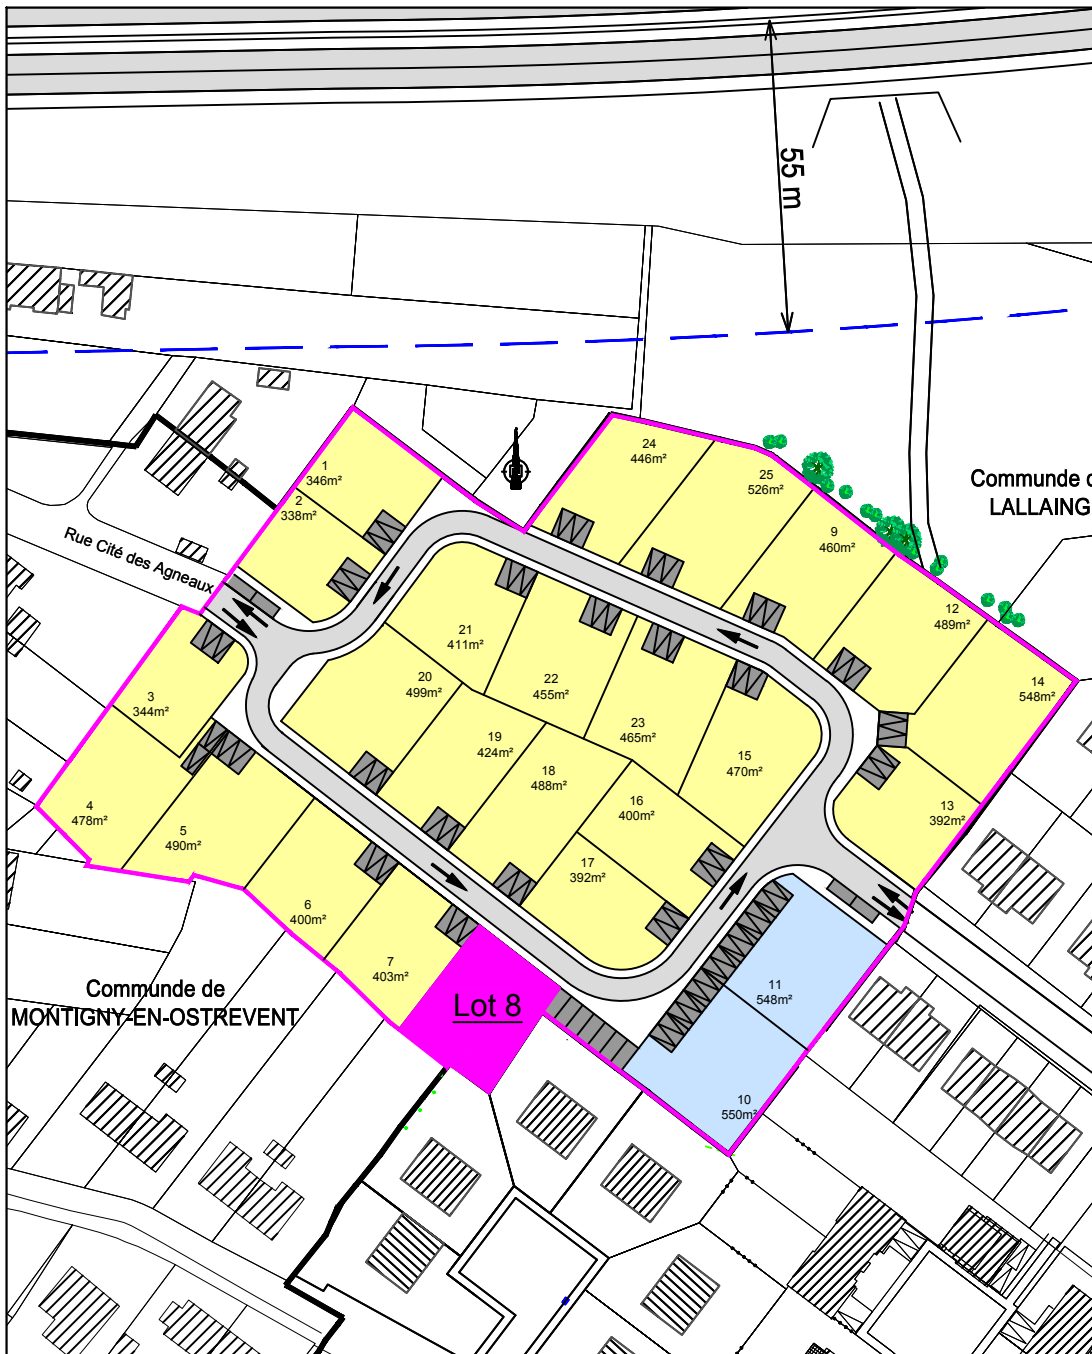 55 m
Commune d
LALLAING
24
446m²
25
526m²
1
346m²
2
338m²
9
460m²
Rue Cité des Agneaux
12
489m²
21
411m²
14
548m²
20
499m²
22
455m²
3
344m²
23
465m²
19
424m²
15
470m²
18
488m²
16
400m²
4
478m²
13
392m²
5
490m²
17
392m²
6
400m²
7
403m²
11
548m²
Communde de
MONTIGNY-EN-OSTREVENT
Lot 8
10
550m²